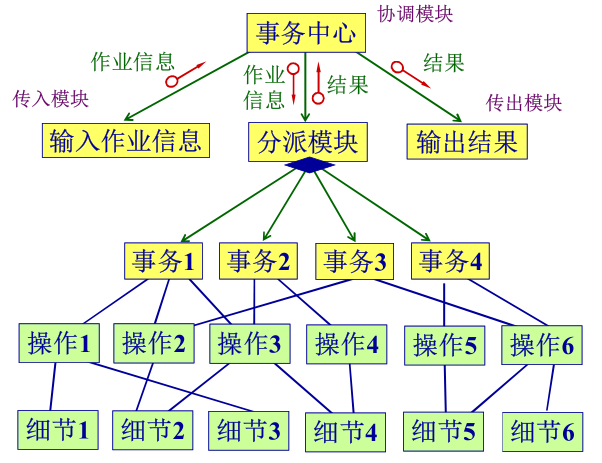 协调模块
事务中心
作业信息
作业
信息
结果
结果
传入模块
传出模块
输入作业信息
分派模块
输出结果
事务1
事务2
事务3
事务4
操作1
操作2
操作3
操作4
操作5
操作6
细节1
细节2
细节3
细节4
细节5
细节6